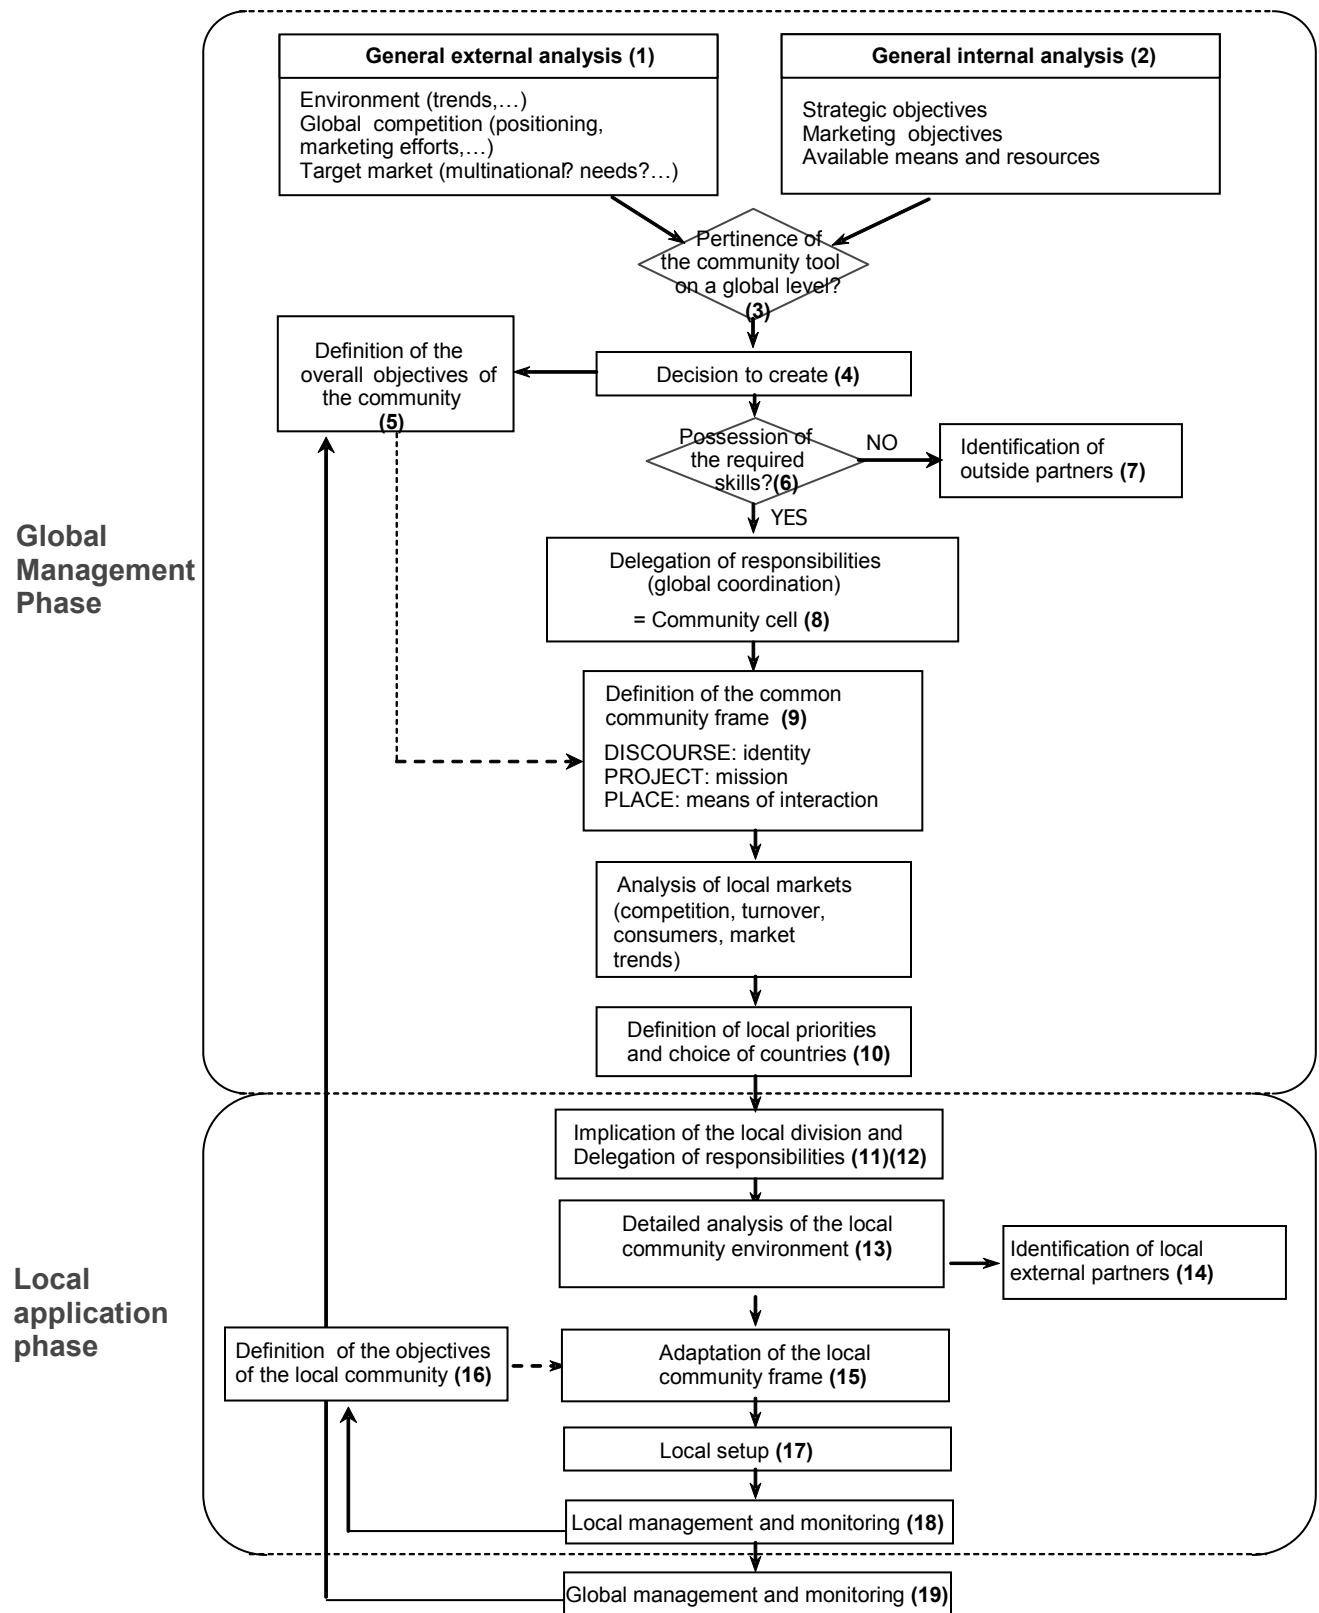 General external analysis (1)
Environment (trends,…)
Global competition (positioning,
marketing efforts,…)
Target market (multinational? needs?…)
General internal analysis (2)
Strategic objectives
Marketing objectives
Available means and resources
Pertinence of
the community tool
on a global level?
(3)
Definition of the
overall objectives of
the community
(5)
Decision to create (4)
Possession of
the required
skills?(6)
NO
Identification of
outside partners (7)
YES
Global
Management
Phase
Delegation of responsibilities
(global coordination)
= Community cell (8)
Definition of the common
community frame (9)
DISCOURSE: identity
PROJECT: mission
PLACE: means of interaction
Analysis of local markets
(competition, turnover,
consumers, market
trends)
Definition of local priorities
and choice of countries (10)
Implication of the local division and
Delegation of responsibilities (11)(12)
Detailed analysis of the local
community environment (13)
Identification of local
external partners (14)
Local
application
phase
Definition of the objectives
of the local community (16)
Adaptation of the local
community frame (15)
Local setup (17)
Local management and monitoring (18)
Global management and monitoring (19)